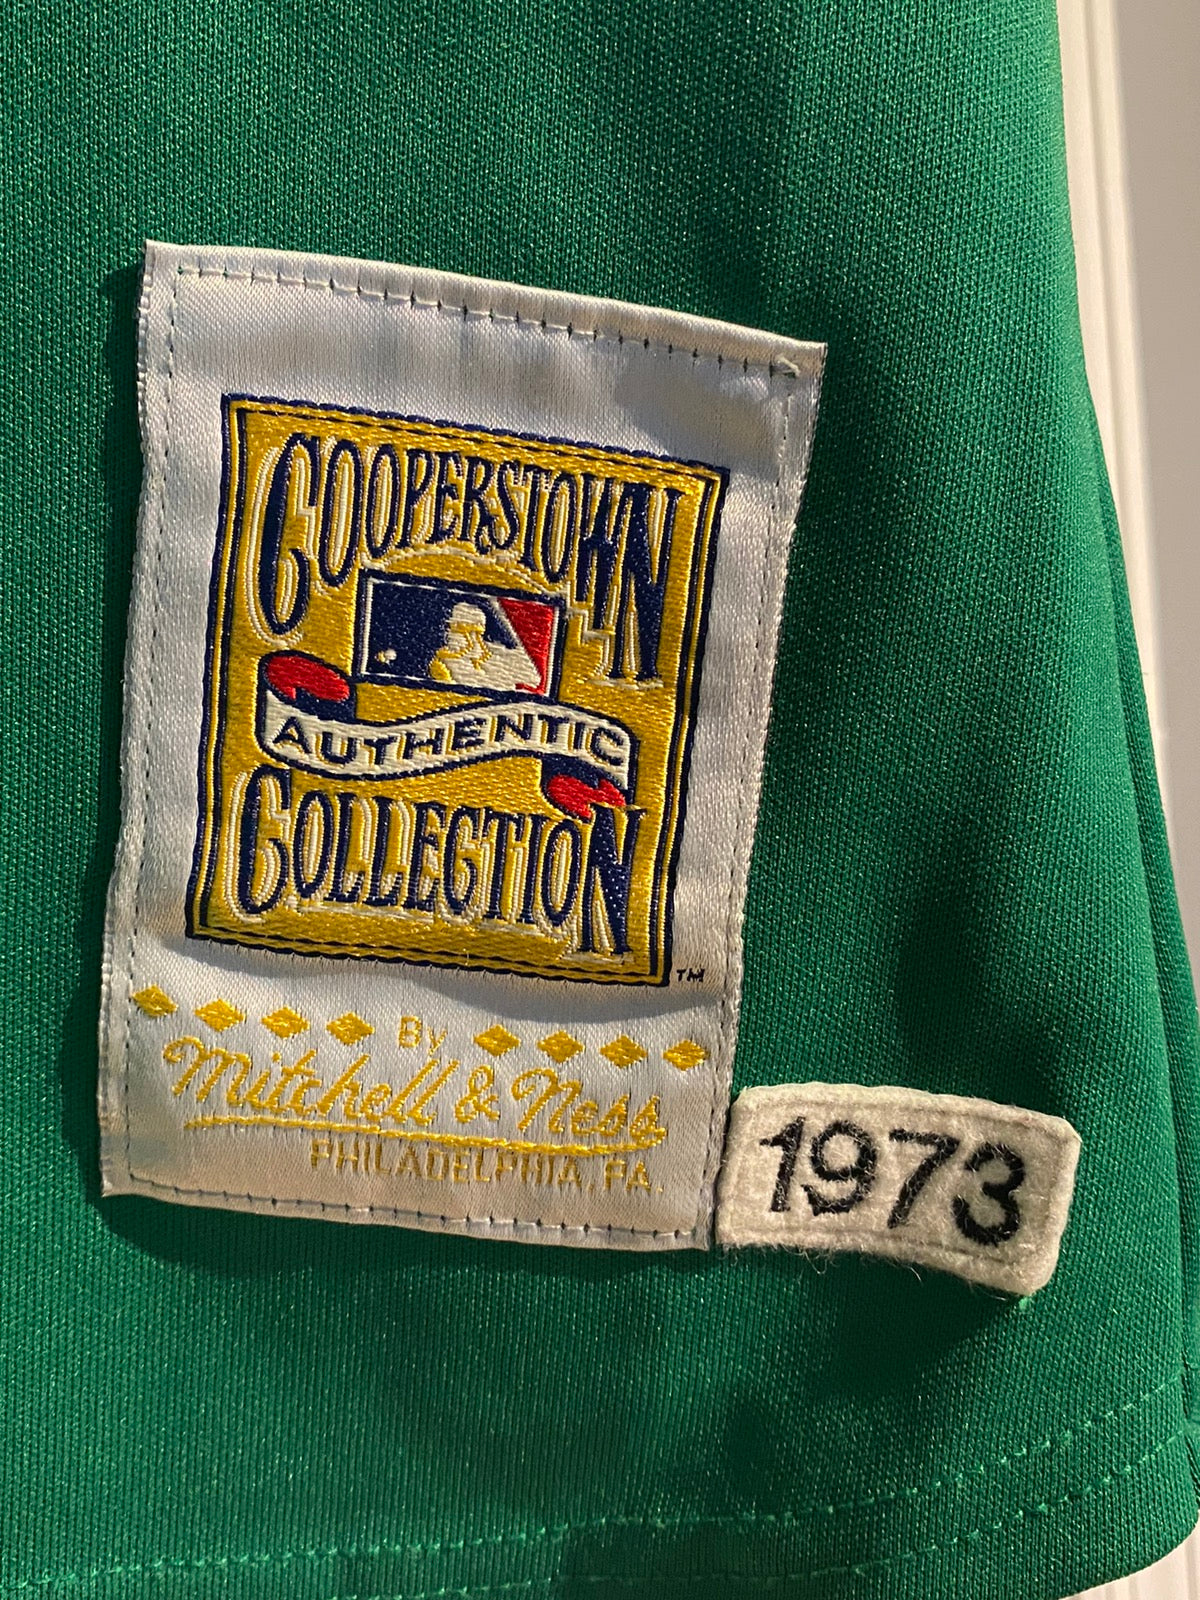 COOPERSTOWN
AUTHENTIC
COLLECTION
TM
By
Mitchell & Ness
PHILADELPHIA, PA.
1973